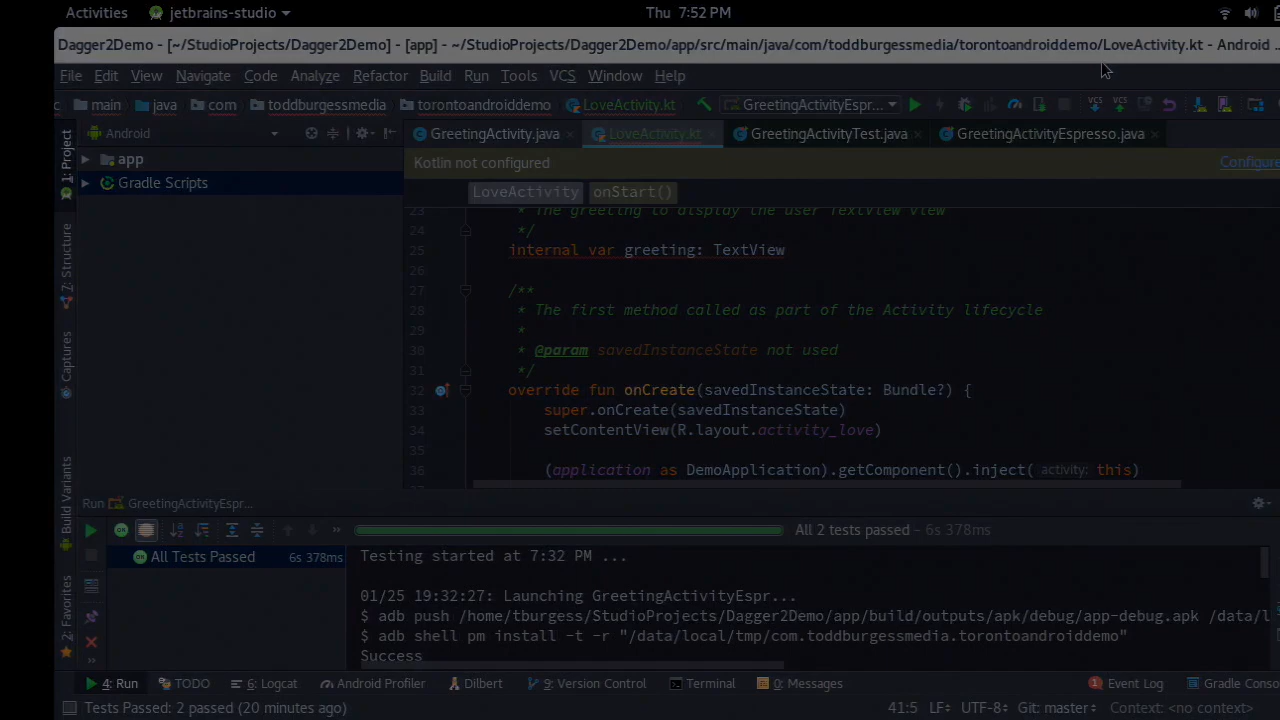 Activities jetbrains-studio Thu 7:52 PM
Dagger2Demo - [~/StudioProjects/Dagger2Demo] - [app] - ~/StudioProjects/Dagger2Demo/app/src/main/java/com/toddburgessmedia/torontoandroiddemo/LoveActivity.kt - Android ...
File Edit View Navigate Code Analyze Refactor Build Run Tools VCS Window Help
main java com toddburgessmedia torontoandroiddemo LoveActivity.kt GreetingActivityEspr... VCS VCS
1: Project
Android
GreetingActivity.java LoveActivity.kt GreetingActivityTest.java GreetingActivityEspresso.java
app
Gradle Scripts
Kotlin not configured Configure
LoveActivity onStart()
7: Structure
Captures
Build Variants
2: Favorites
23 * The greeting to display the user TextView view
24 */
25 internal var greeting: TextView
26
27 /**
28 * The first method called as part of the Activity lifecycle
29 *
30 * @param savedInstanceState not used
31 */
32 override fun onCreate(savedInstanceState: Bundle?) {
33 super.onCreate(savedInstanceState)
34 setContentView(R.layout.activity_love)
35
36 (application as DemoApplication).getComponent().inject( activity: this)
Run GreetingActivityEspr...
All 2 tests passed – 6s 378ms
All Tests Passed 6s 378ms
Testing started at 7:32 PM ...
01/25 19:32:27: Launching GreetingActivityEspr...
$ adb push /home/tburgess/StudioProjects/Dagger2Demo/app/build/outputs/apk/debug/app-debug.apk /data/l
$ adb shell pm install -t -r "/data/local/tmp/com.toddburgessmedia.torontoandroiddemo"
Success
4: Run TODO 6: Logcat Android Profiler Dilbert 9: Version Control Terminal 0: Messages 1 Event Log Gradle Conso
Tests Passed: 2 passed (20 minutes ago) 41:5 LF÷ UTF-8÷ Git: master÷ Context: <no context>